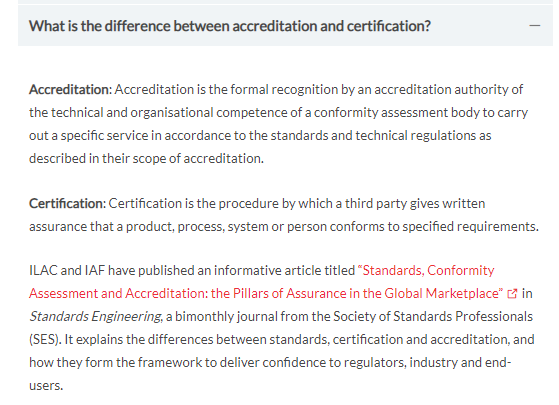 What is the difference between accreditation and certification?
Accreditation: Accreditation is the formal recognition by an accreditation authority of
the technical and organisational competence of a conformity assessment body to carry
out a specific service in accordance to the standards and technical regulations as
described in their scope of accreditation.
Certification: Certification is the procedure by which a third party gives written
assurance that a product, process, system or person conforms to specified requirements.
ILAC and IAF have published an informative article titled “Standards, Conformity
Assessment and Accreditation: the Pillars of Assurance in the Global Marketplace” in
Standards Engineering, a bimonthly journal from the Society of Standards Professionals
(SES). It explains the differences between standards, certification and accreditation, and
how they form the framework to deliver confidence to regulators, industry and end-
users.